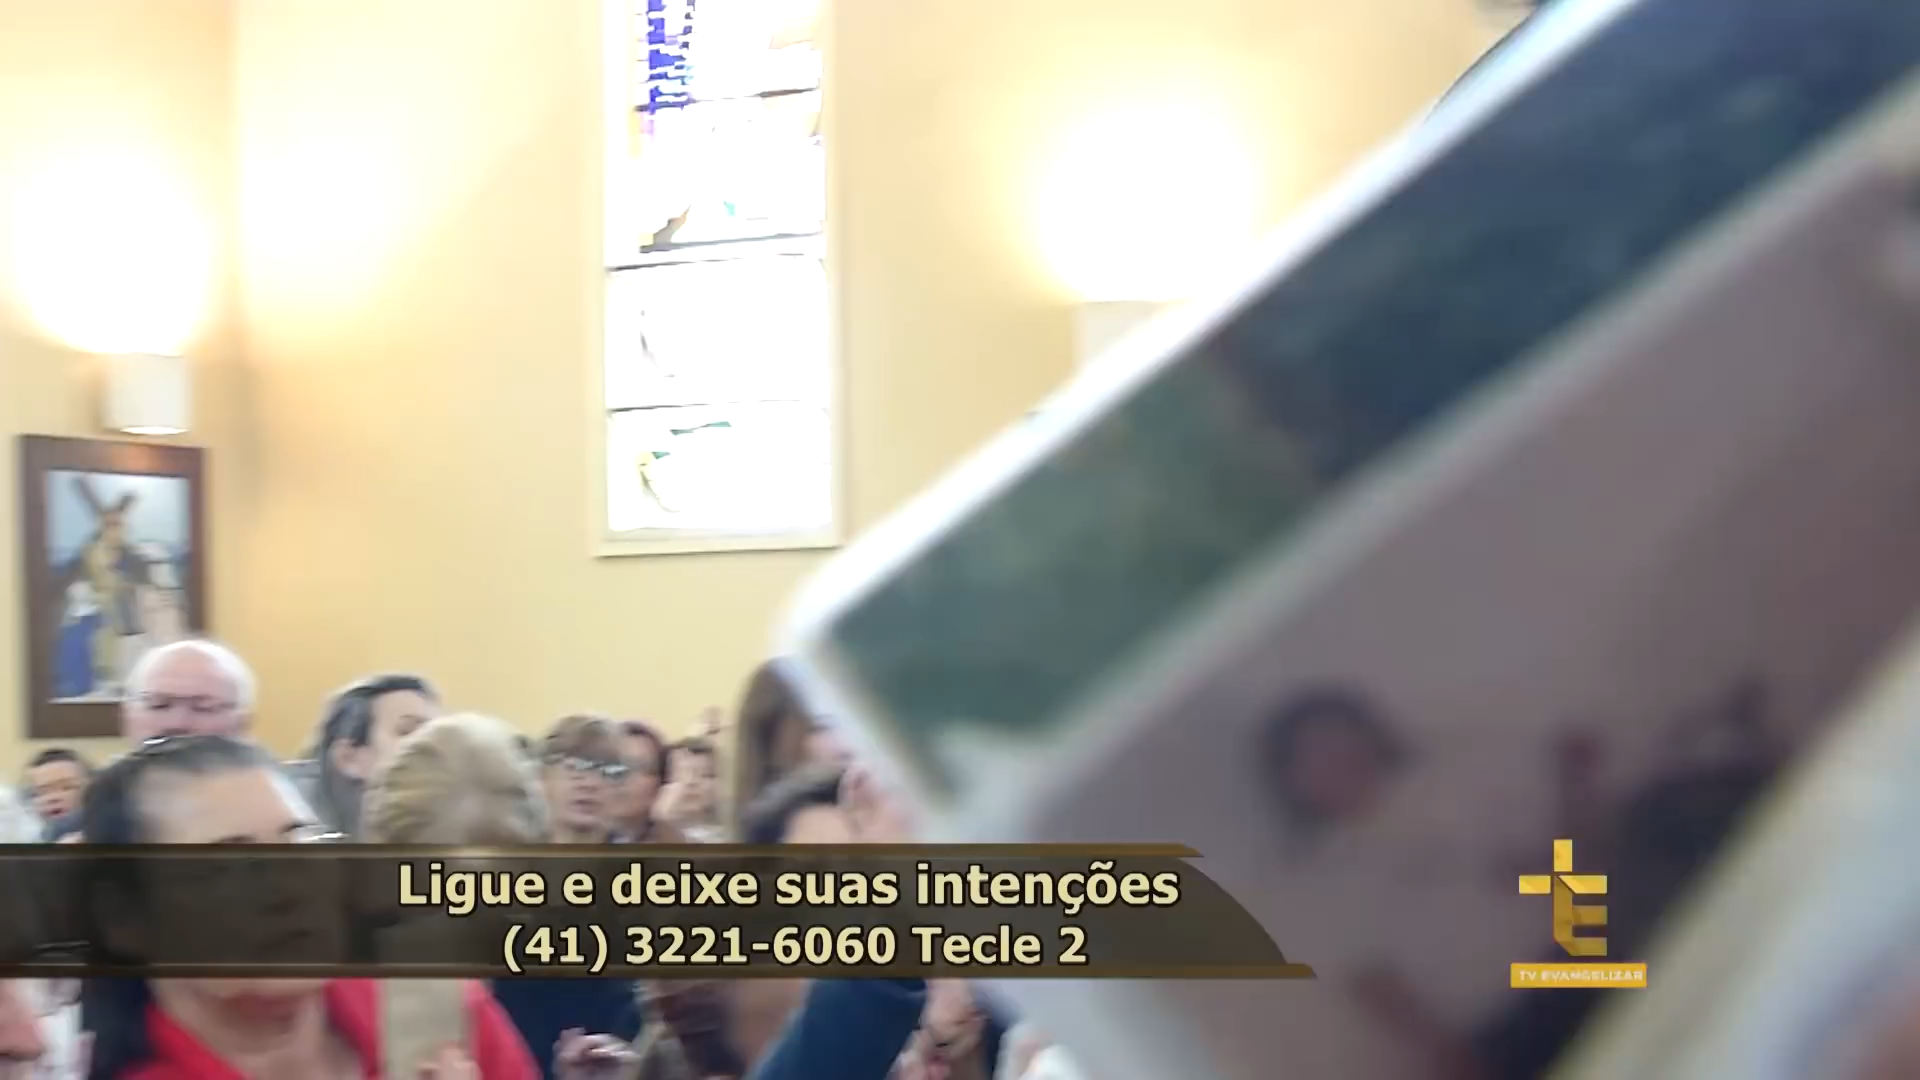 Ligue e deixe suas intenções
(41) 3221-6060 Tecle 2
TV EVANGELIZAR